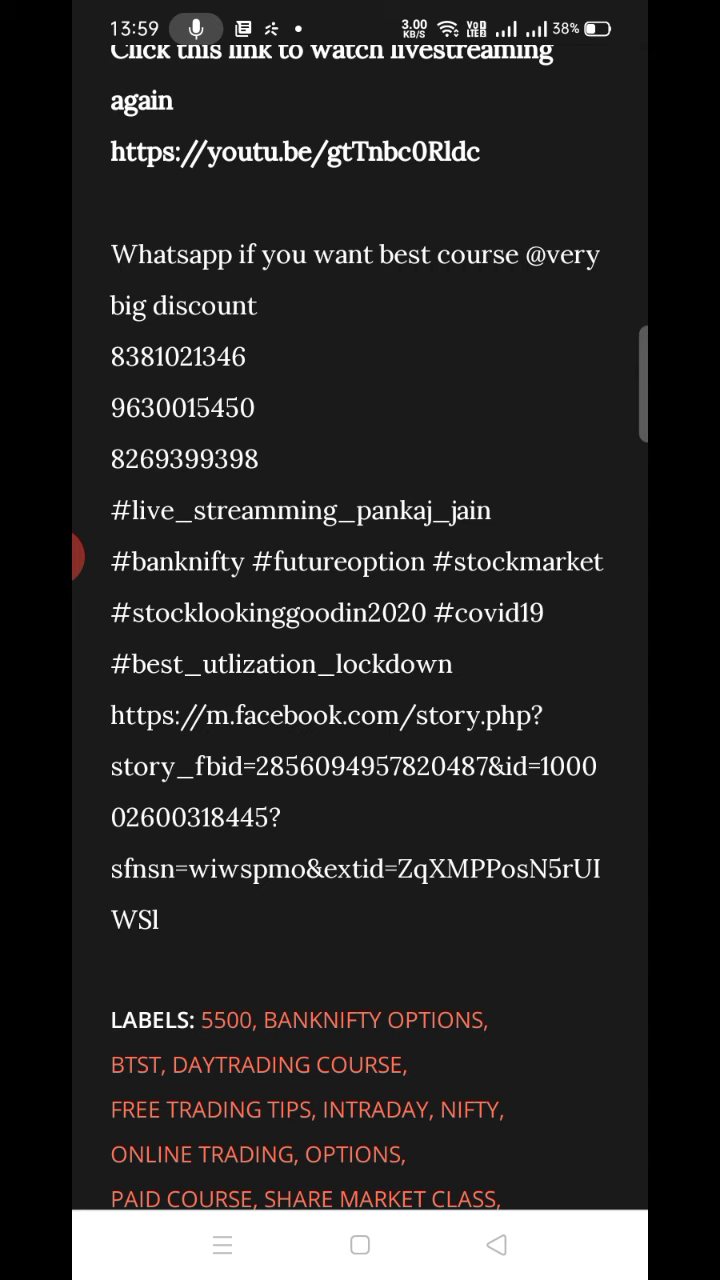 13:59 3.00 KB/S VoD LTE 38%
Click this link to watch livestreaming
again
https://youtu.be/gtTnbc0Rldc
Whatsapp if you want best course @very
big discount
8381021346
9630015450
8269399398
#live_streamming_pankaj_jain
#banknifty #futureoption #stockmarket
#stocklookinggoodin2020 #covid19
#best_utlization_lockdown
https://m.facebook.com/story.php?
story_fbid=2856094957820487&id=1000
02600318445?
sfnsn=wiwspmo&extid=ZqXMPPosN5rUI
WSl
LABELS: 5500, BANKNIFTY OPTIONS,
BTST, DAYTRADING COURSE,
FREE TRADING TIPS, INTRADAY, NIFTY,
ONLINE TRADING, OPTIONS,
PAID COURSE, SHARE MARKET CLASS,